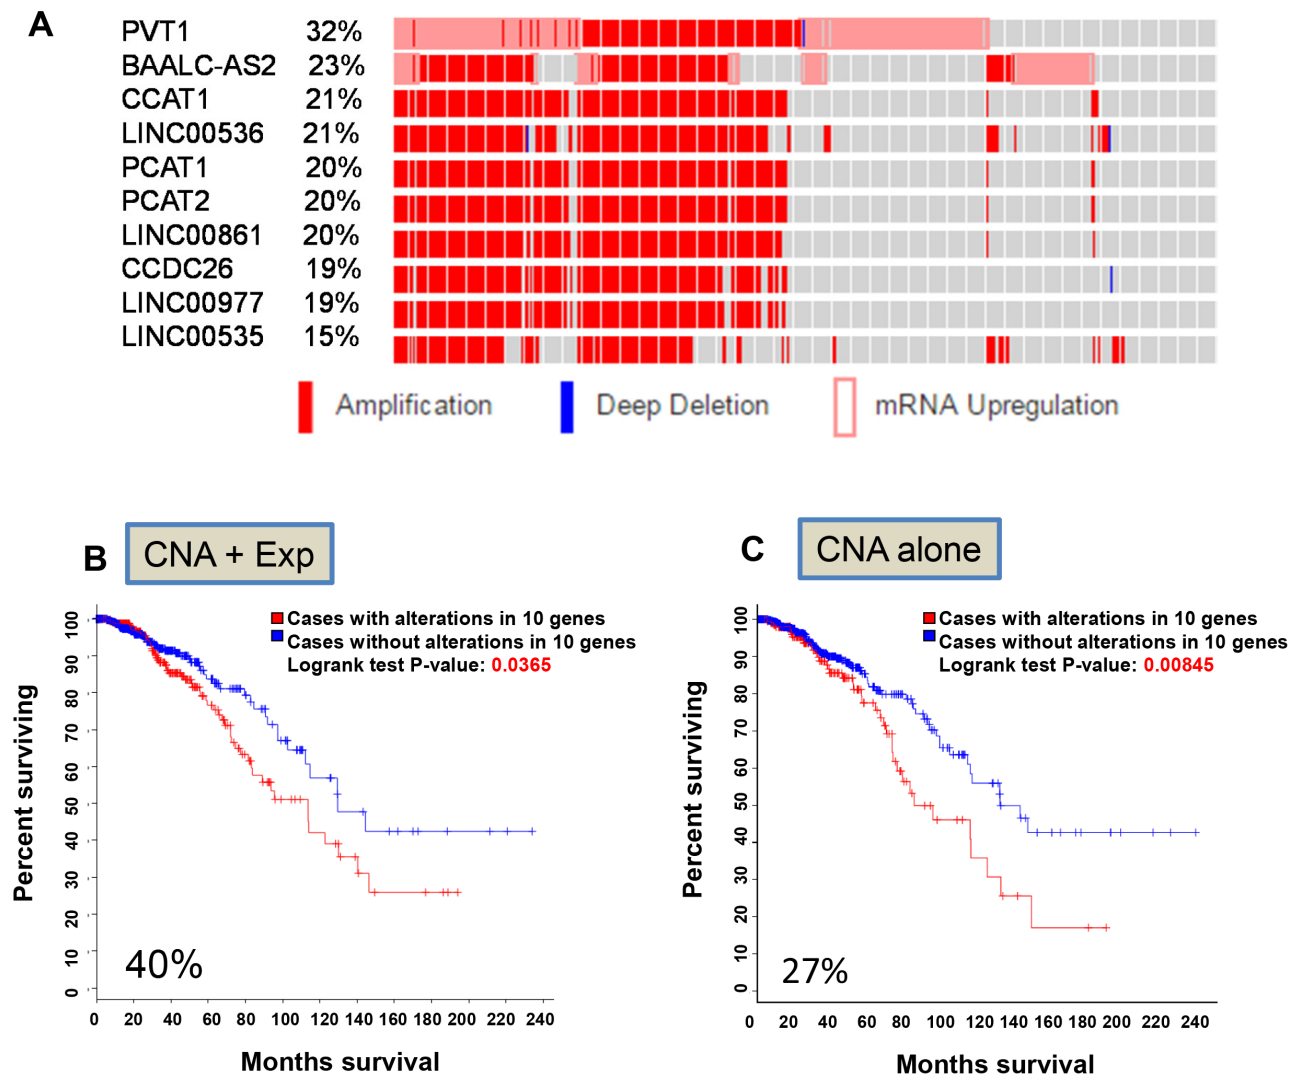 A
PVT1 32%
BAALC-AS2 23%
CCAT1 21%
LINC00536 21%
PCAT1 20%
PCAT2 20%
LINC00861 20%
CCDC26 19%
LINC00977 19%
LINC00535 15%
Amplification Deep Deletion mRNA Upregulation
B CNA + Exp
Cases with alterations in 10 genes
Cases without alterations in 10 genes
Logrank test P-value: 0.0365
Percent surviving
100
90
80
70
60
50
40
30
20
10
0
40%
0 20 40 60 80 100 120 140 160 180 200 220 240
Months survival
C CNA alone
Cases with alterations in 10 genes
Cases without alterations in 10 genes
Logrank test P-value: 0.00845
Percent surviving
100
90
80
70
60
50
40
30
20
10
0
27%
0 20 40 60 80 100 120 140 160 180 200 220 240
Months survival